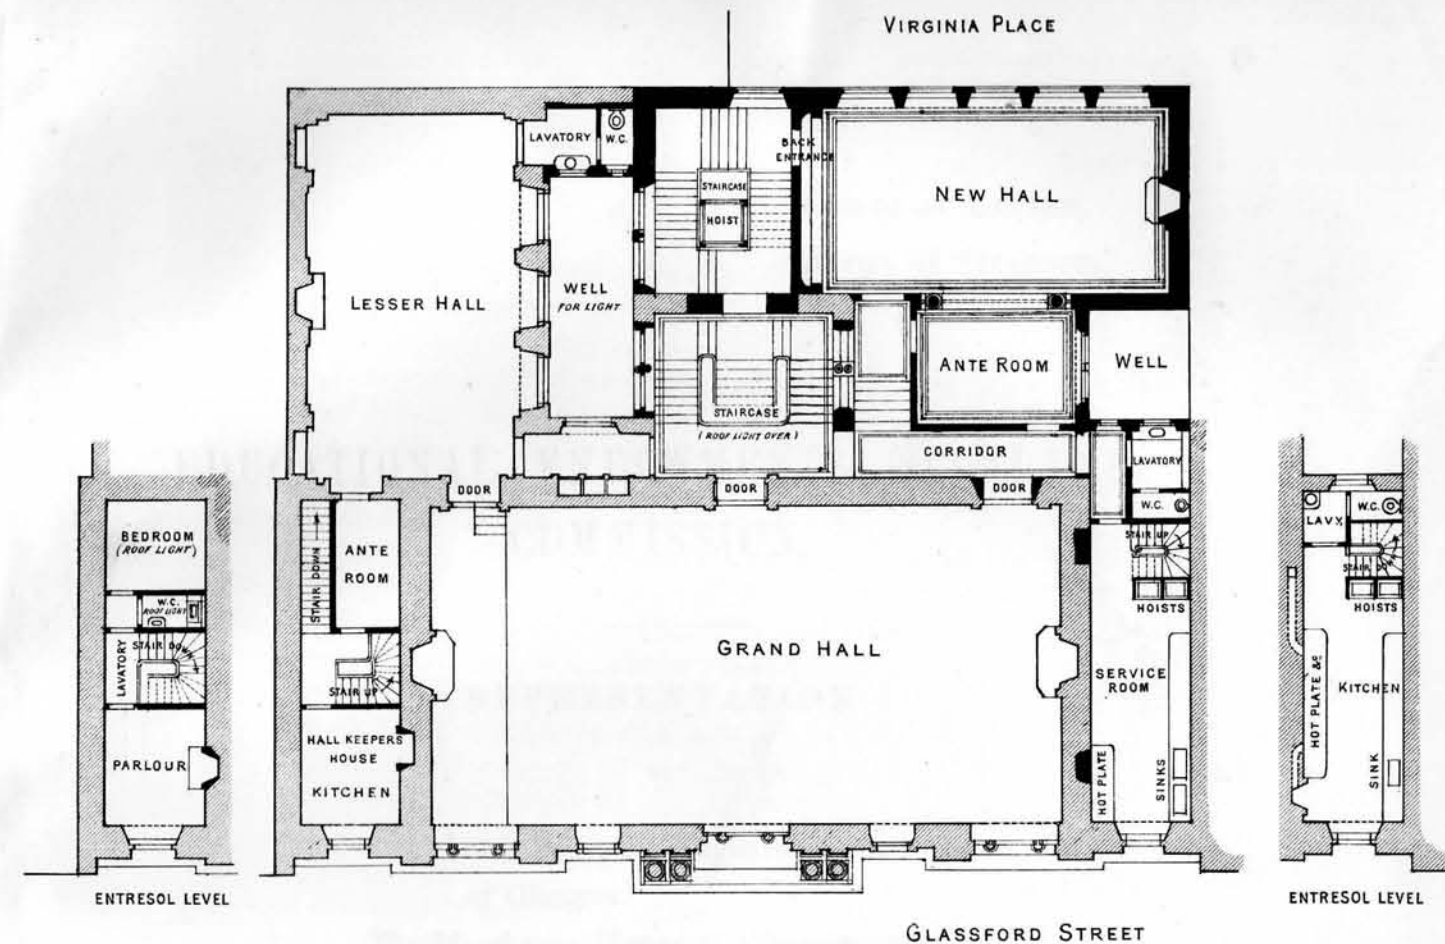 VIRGINIA PLACE
LAVATORY
W.C.
BACK
ENTRANCE
STAIRCASE
HOIST
NEW HALL
LESSER HALL
WELL
FOR LIGHT
ANTE ROOM
WELL
STAIRCASE
(ROOF LIGHT OVER)
CORRIDOR
LAVATORY
W.C.
DOOR
DOOR
DOOR
BEDROOM
(ROOF LIGHT)
W.C.
ROOF LIGHT
LAVATORY
STAIR DO.
PARLOUR
ENTRESOL LEVEL
STAIR DOWN
ANTE
ROOM
STAIR UP
HALL KEEPERS
HOUSE
KITCHEN
GRAND HALL
STAIR UP
HOISTS
SERVICE
ROOM
HOT PLATE
SINKS
LAVY.
W.C.
STAIR DO.
HOISTS
HOT PLATE &c
KITCHEN
SINK
ENTRESOL LEVEL
GLASSFORD STREET
COMMISSION.